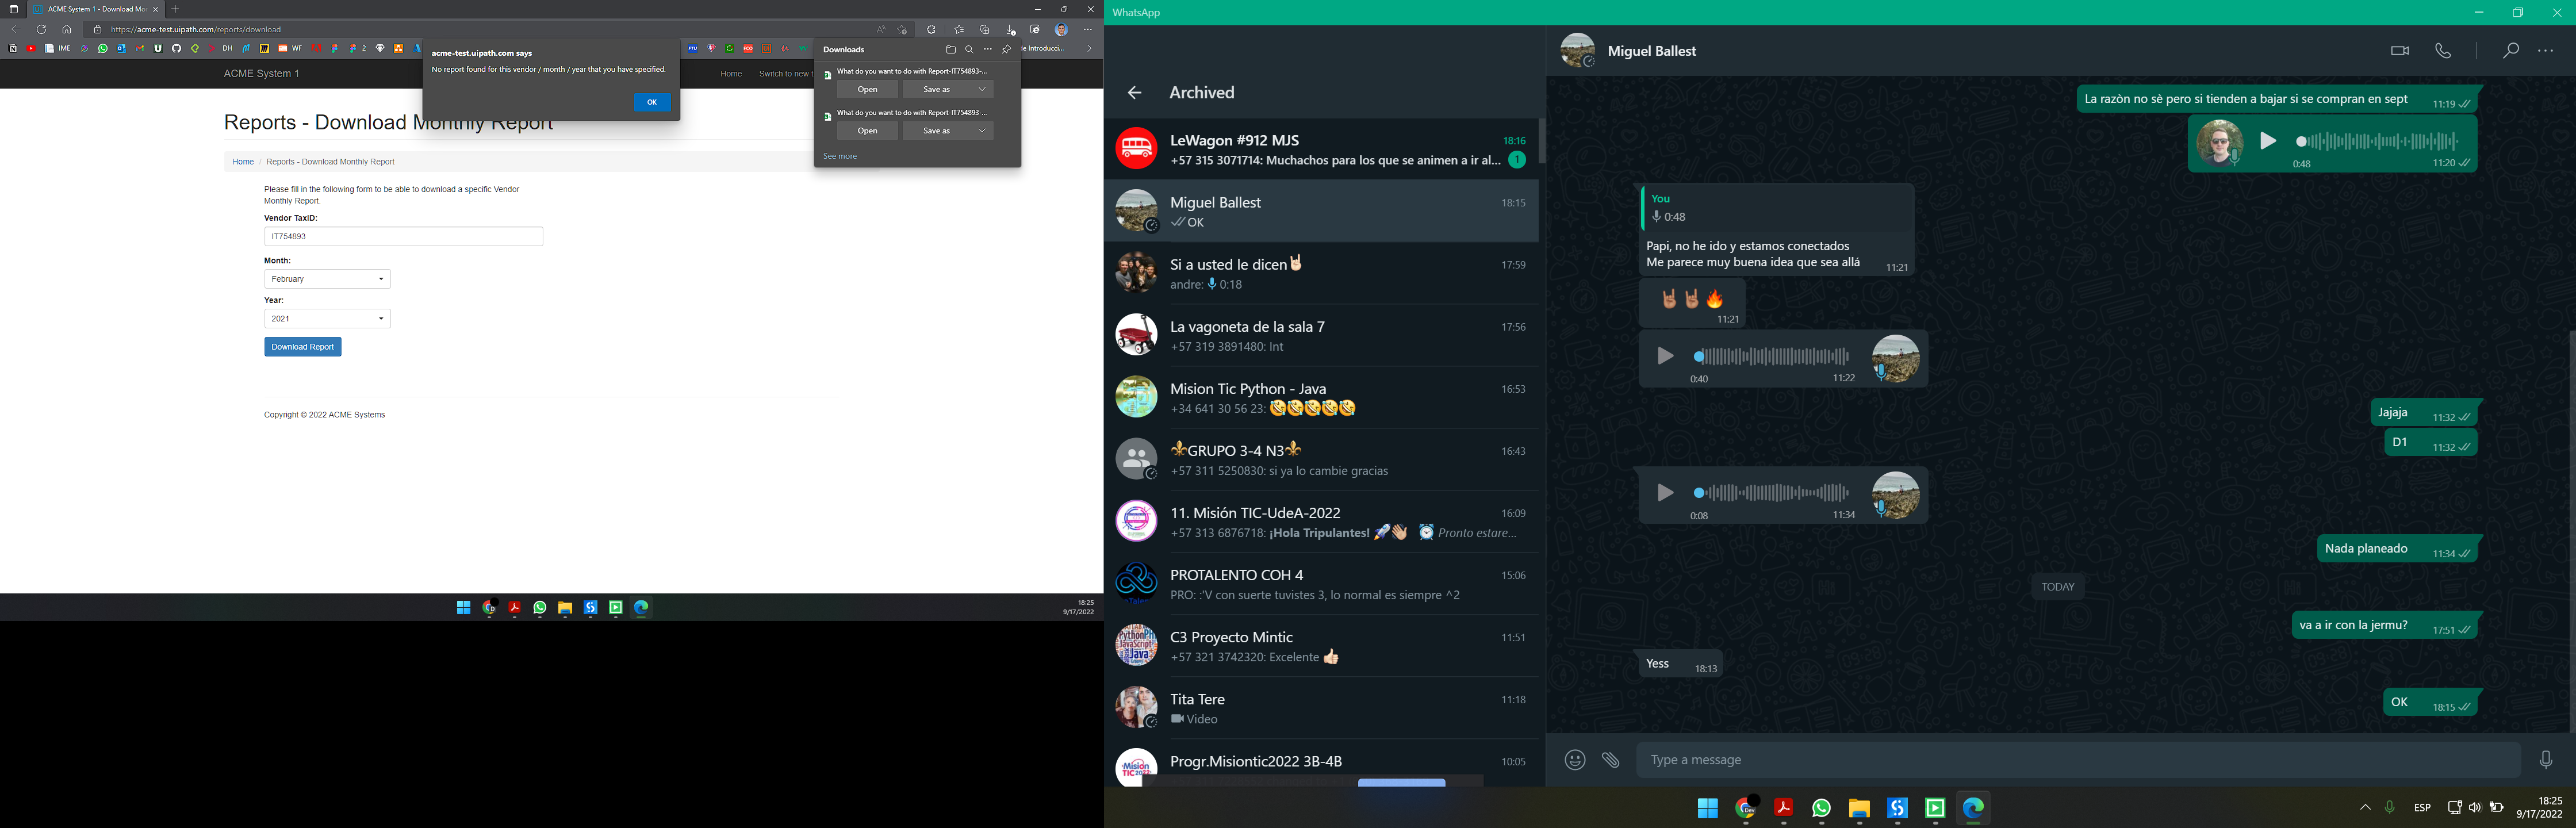 ACME System 1 - Download Mo
https://acme-test.uipath.com/reports/download
IME
DH
WF
2
le Introducci...
ACME System 1
Home
Switch to new t
acme-test.uipath.com says
No report found for this vendor / month / year that you have specified.
OK
Downloads
What do you want to do with Report-IT754893-...
Open
Save as
What do you want to do with Report-IT754893-...
Open
Save as
See more
Reports - Download Monthly Report
Home / Reports - Download Monthly Report
Please fill in the following form to be able to download a specific Vendor
Monthly Report.
Vendor TaxID:
IT754893
Month:
February
Year:
2021
Download Report
Copyright © 2022 ACME Systems
18:25
9/17/2022
WhatsApp
Archived
LeWagon #912 MJS
18:16
+57 315 3071714: Muchachos para los que se animen a ir al...
1
Miguel Ballest
18:15
OK
Si a usted le dicen🤘🏻
17:59
andre: 0:18
La vagoneta de la sala 7
17:56
+57 319 3891480: Int
Mision Tic Python - Java
16:53
+34 641 30 56 23: 🤣🤣🤣🤣🤣
⚜GRUPO 3-4 N3⚜
16:43
+57 311 5250830: si ya lo cambie gracias
11. Misión TIC-UdeA-2022
16:09
+57 313 6876718: ¡Hola Tripulantes! 🚀👋🏼 ⏰ Pronto estare...
PROTALENTO COH 4
15:06
PRO: :'V con suerte tuvistes 3, lo normal es siempre ^2
C3 Proyecto Mintic
11:51
+57 321 3742320: Excelente 👍🏻
Tita Tere
11:18
Video
Progr.Misiontic2022 3B-4B
10:05
Miguel Ballest
La razòn no sè pero si tienden a bajar si se compran en sept
11:19
0:48
11:20
You
0:48
Papi, no he ido y estamos conectados
Me parece muy buena idea que sea allá
11:21
🤘🏽🤘🏽🔥
11:21
0:40
11:22
Jajaja
11:32
D1
11:32
0:08
11:34
Nada planeado
11:34
TODAY
va a ir con la jermu?
17:51
Yess
18:13
OK
18:15
Type a message
ESP
18:25
9/17/2022